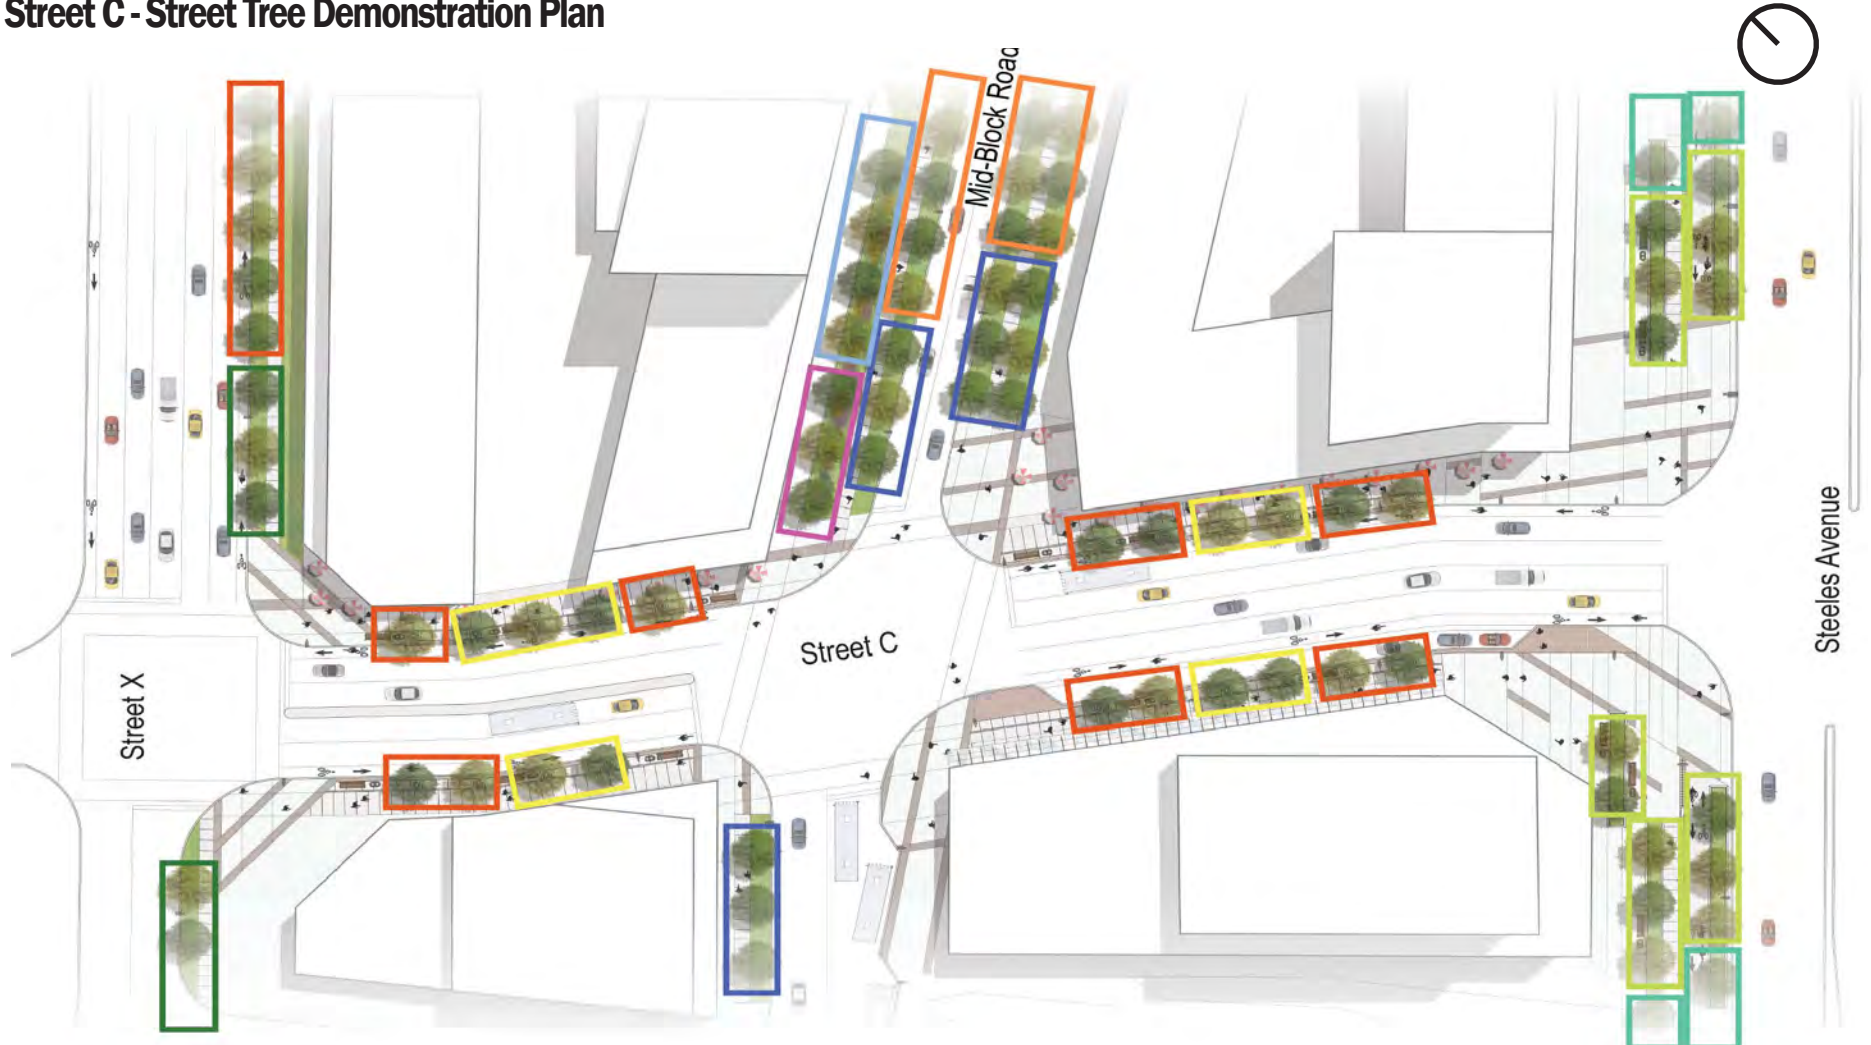 Street C - Street Tree Demonstration Plan
Mid-Block Road
Street C
Street X
Steeles Avenue